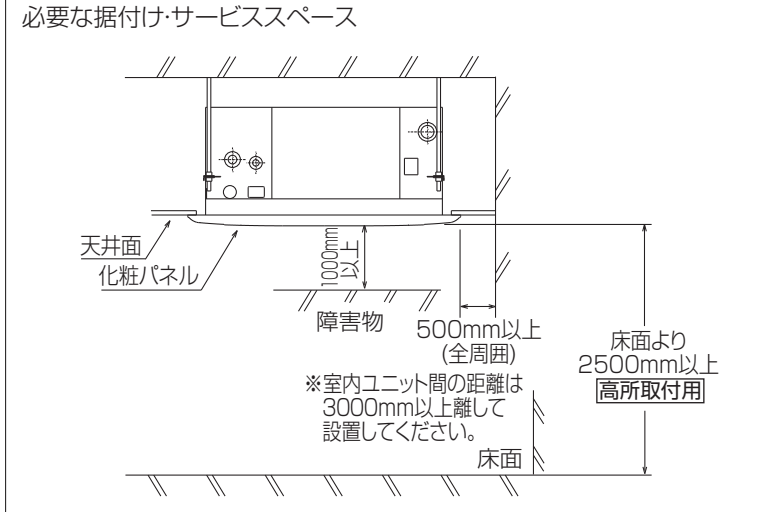 必要な据付け･サービススペース
天井面
化粧パネル
1000mm
以上
障害物
500mm以上
(全周囲)
床面より
2500mm以上
高所取付用
※室内ユニット間の距離は
3000mm以上離して
設置してください。
床面